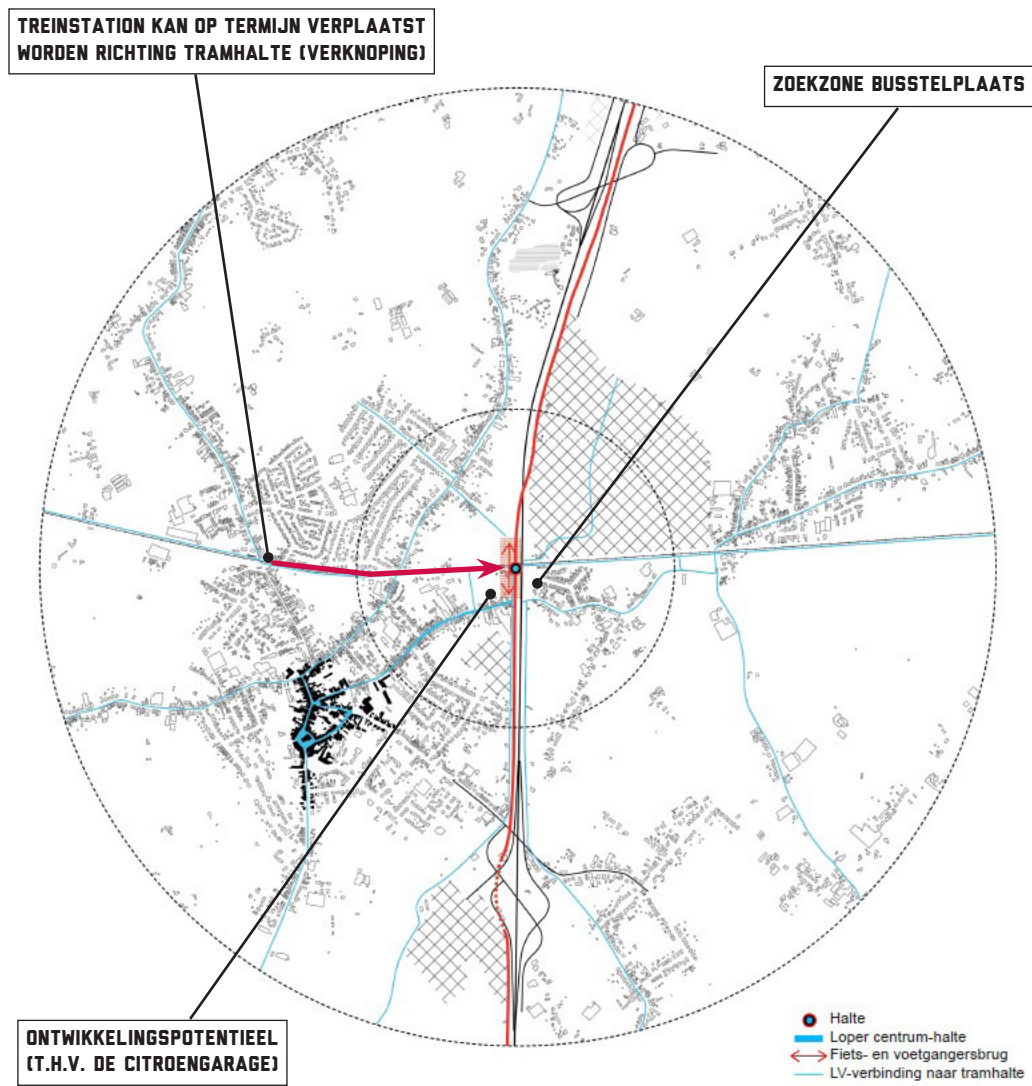 TREINSTATION KAN OP TERMIJN VERPLAATST
WORDEN RICHTING TRAMHALTE (VERKNOPING)
ZOEKZONE BUSSTELPLAATS
ONTWIKKELINGSPOTENTIEEL
(T.H.V. DE CITROENGARAGE)
Halte
Loper centrum-halte
Fiets- en voetgangersbrug
LV-verbinding naar tramhalte